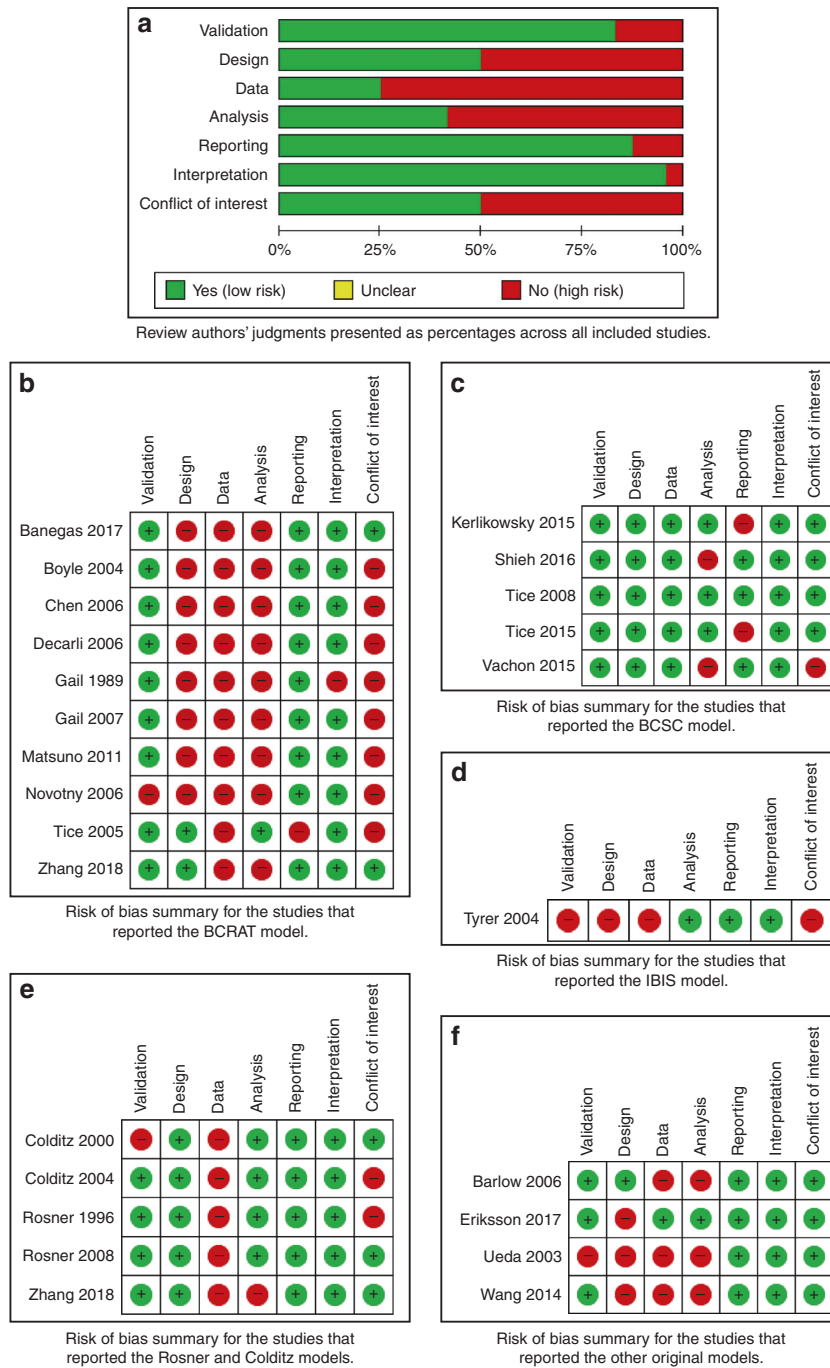 a
Validation
Design
Data
Analysis
Reporting
Interpretation
Conflict of interest
0% 25% 50% 75% 100%
Yes (low risk) Unclear No (high risk)
Review authors' judgments presented as percentages across all included studies.
b
Validation Design Data Analysis Reporting Interpretation Conflict of interest
Banegas 2017 + − − − + + +
Boyle 2004 + − − − + + −
Chen 2006 + − − − + + −
Decarli 2006 + − − − + + −
Gail 1989 + − − − + − −
Gail 2007 + − − − + + −
Matsuno 2011 + − − − + + −
Novotny 2006 − − − − + + −
Tice 2005 + + − + − + −
Zhang 2018 + + − − + + +
Risk of bias summary for the studies that
reported the BCRAT model.
c
Validation Design Data Analysis Reporting Interpretation Conflict of interest
Kerlikowsky 2015 + + + + − + +
Shieh 2016 + + + − + + +
Tice 2008 + + + + + + +
Tice 2015 + + + + − + +
Vachon 2015 + + + − + + −
Risk of bias summary for the studies that
reported the BCSC model.
d
Validation Design Data Analysis Reporting Interpretation Conflict of interest
Tyrer 2004 − − − + + + −
Risk of bias summary for the studies that
reported the IBIS model.
e
Validation Design Data Analysis Reporting Interpretation Conflict of interest
Colditz 2000 − + − + + + +
Colditz 2004 + + − + + + −
Rosner 1996 + + − + + + −
Rosner 2008 + + − + + + +
Zhang 2018 + + − − + + +
Risk of bias summary for the studies that
reported the Rosner and Colditz models.
f
Validation Design Data Analysis Reporting Interpretation Conflict of interest
Barlow 2006 + + − − + + +
Eriksson 2017 + − + + + + +
Ueda 2003 − − − − + + +
Wang 2014 + − − − + + +
Risk of bias summary for the studies that
reported the other original models.